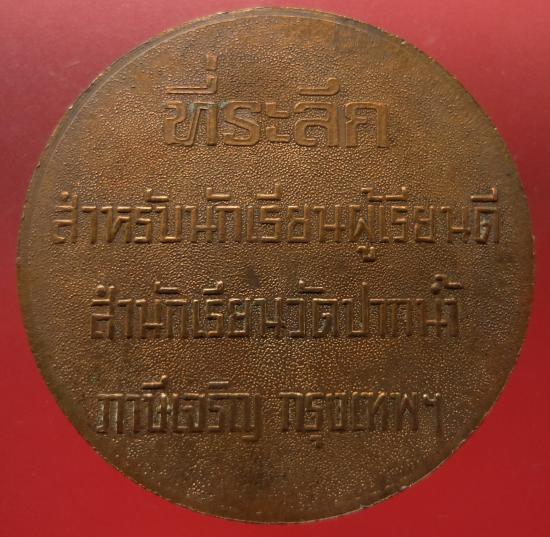 ที่ระลึก
สำหรับนักเรียนผู้เรียนดี
สำนักเรียนวัดปากน้ำ
ภาษีเจริญ กรุงเทพฯ